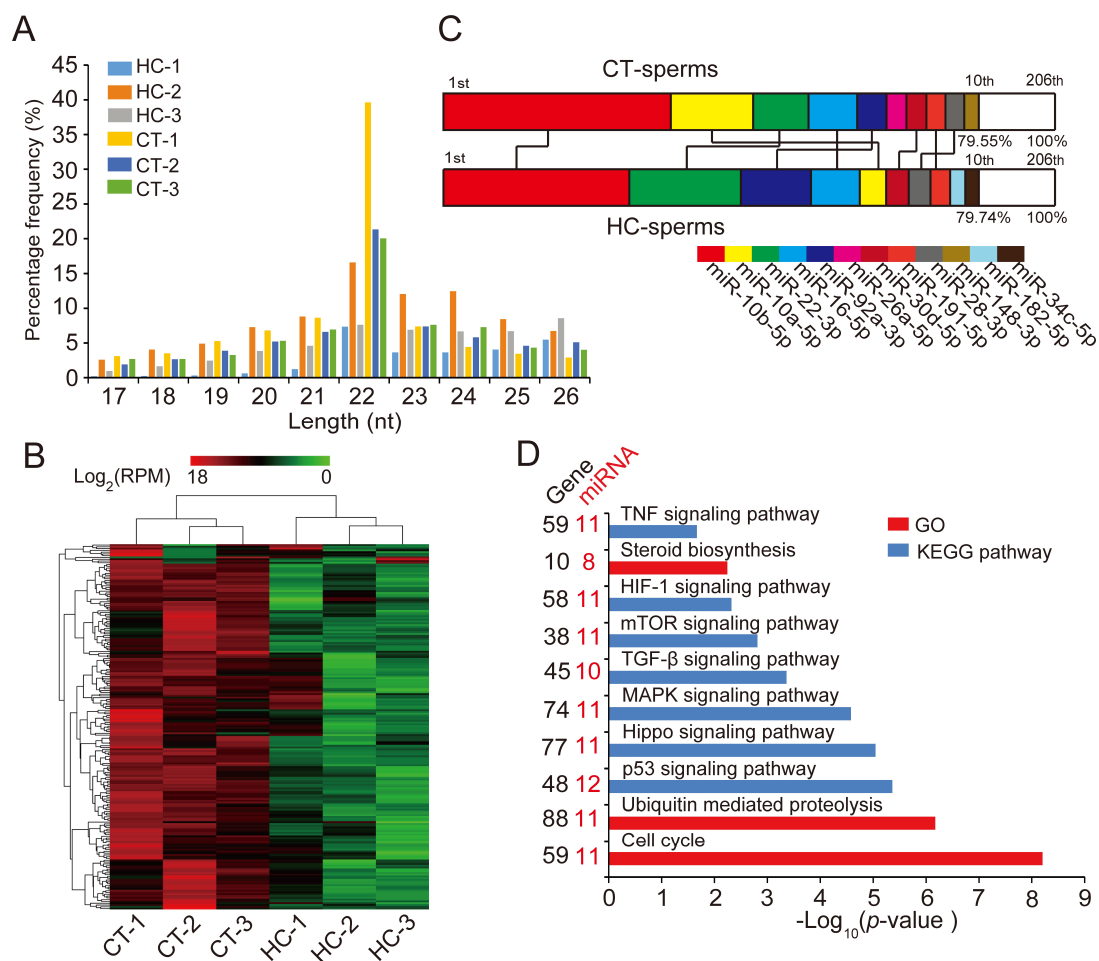 A
Percentage frequency (%)
45
40
35
30
25
20
15
10
5
0
HC-1
HC-2
HC-3
CT-1
CT-2
CT-3
17 18 19 20 21 22 23 24 25 26
Length (nt)
C
CT-sperms
1st
10th
206th
79.55%
100%
1st
10th
206th
79.74%
100%
HC-sperms
miR-10b-5p
miR-10a-5p
miR-22-3p
miR-16-5p
miR-92a-3p
miR-26a-5p
miR-30d-5p
miR-191-5p
miR-28-3p
miR-148-3p
miR-182-5p
miR-34c-5p
B
Log2(RPM)
18
0
CT-1
CT-2
CT-3
HC-1
HC-2
HC-3
D
Gene
miRNA
GO
KEGG pathway
TNF signaling pathway
59 11
Steroid biosynthesis
10 8
HIF-1 signaling pathway
58 11
mTOR signaling pathway
38 11
TGF-β signaling pathway
45 10
MAPK signaling pathway
74 11
Hippo signaling pathway
77 11
p53 signaling pathway
48 12
Ubiquitin mediated proteolysis
88 11
Cell cycle
59 11
0 1 2 3 4 5 6 7 8 9
-Log10(p-value )